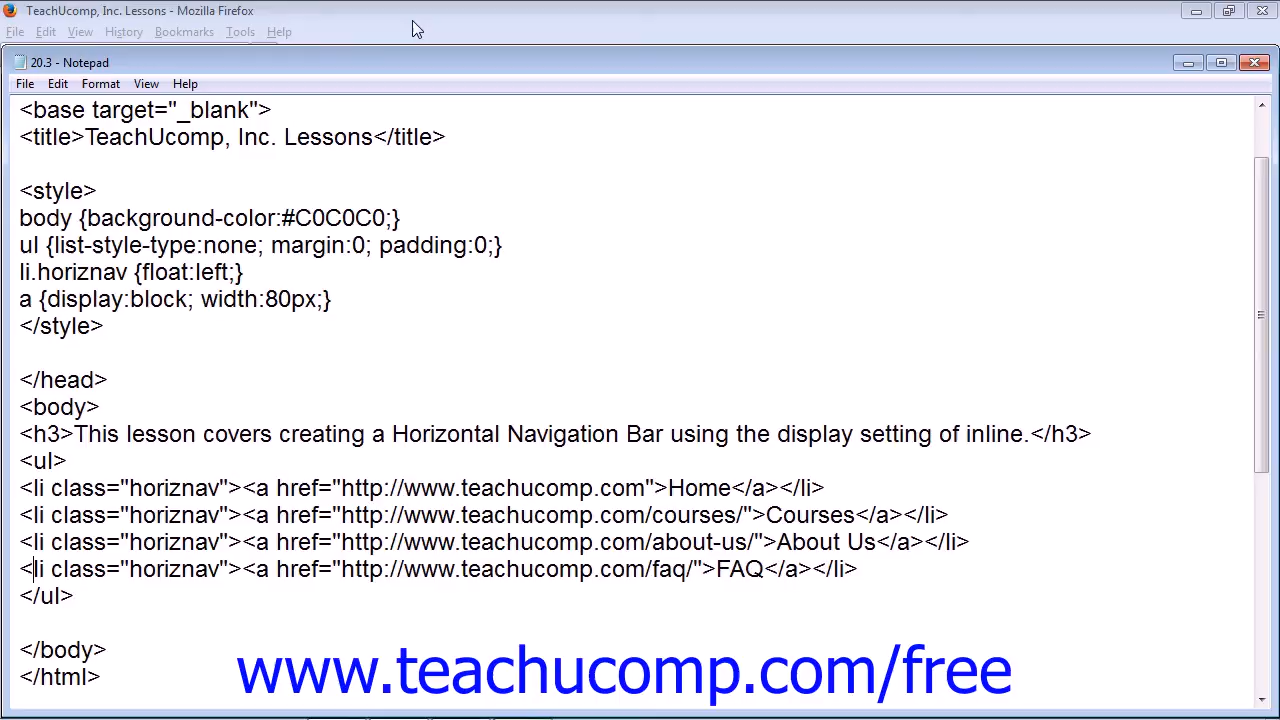 TeachUcomp, Inc. Lessons - Mozilla Firefox
File Edit View History Bookmarks Tools Help
20.3 - Notepad
File Edit Format View Help
<base target="_blank">
<title>TeachUcomp, Inc. Lessons</title>
<style>
body {background-color:#C0C0C0;}
ul {list-style-type:none; margin:0; padding:0;}
li.horiznav {float:left;}
a {display:block; width:80px;}
</style>
</head>
<body>
<h3>This lesson covers creating a Horizontal Navigation Bar using the display setting of inline.</h3>
<ul>
<li class="horiznav"><a href="http://www.teachucomp.com">Home</a></li>
<li class="horiznav"><a href="http://www.teachucomp.com/courses/">Courses</a></li>
<li class="horiznav"><a href="http://www.teachucomp.com/about-us/">About Us</a></li>
<li class="horiznav"><a href="http://www.teachucomp.com/faq/">FAQ</a></li>
</ul>
</body>
</html>
www.teachucomp.com/free